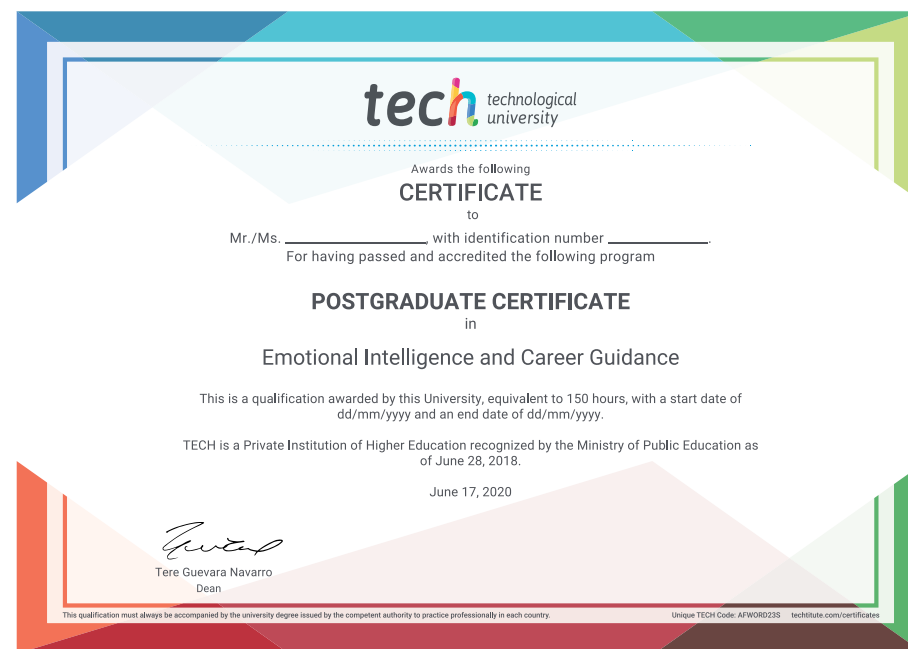 tech technological
university
Awards the following
CERTIFICATE
to
Mr./Ms. ______________, with identification number __________.
For having passed and accredited the following program
POSTGRADUATE CERTIFICATE
in
Emotional Intelligence and Career Guidance
This is a qualification awarded by this University, equivalent to 150 hours, with a start date of
dd/mm/yyyy and an end date of dd/mm/yyyy.
TECH is a Private Institution of Higher Education recognized by the Ministry of Public Education as
of June 28, 2018.
June 17, 2020
Tere Guevara Navarro
Dean
This qualification must always be accompanied by the university degree issued by the competent authority to practice professionally in each country.
Unique TECH Code: AFWORD23S techtitute.com/certificates